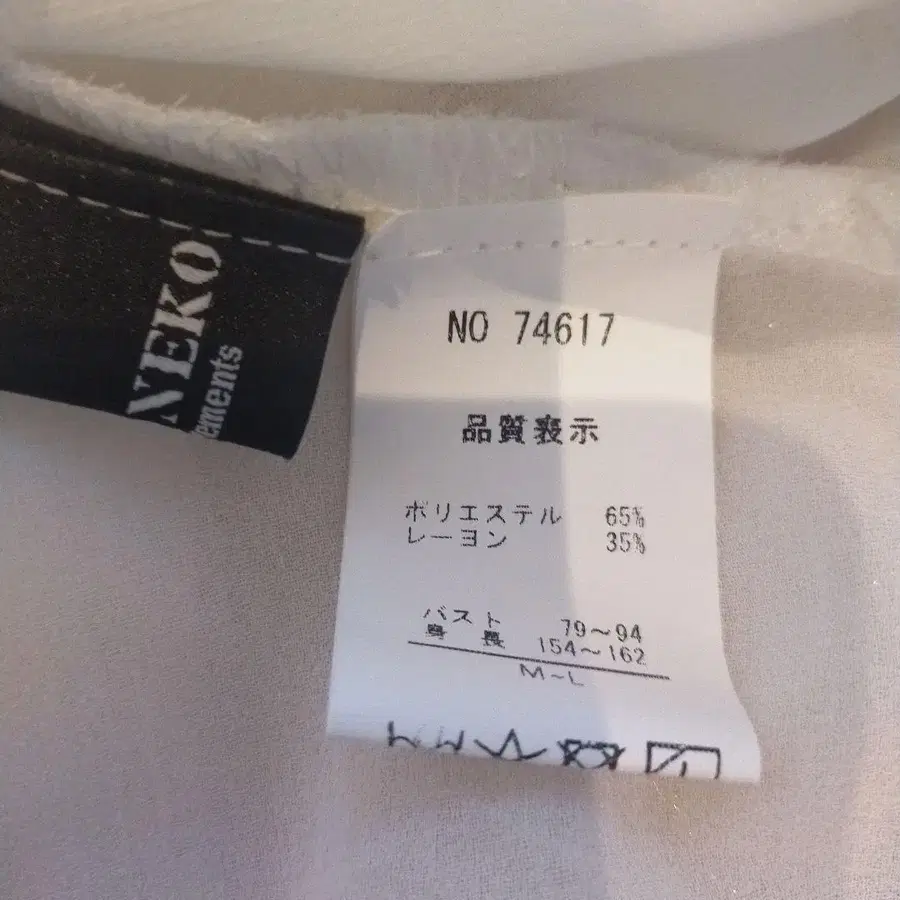 NEKO
ements
NO 74617
品質表示
ポリエステル 65%
レーヨン 35%
バスト 79~94
身長 154~162
M~L